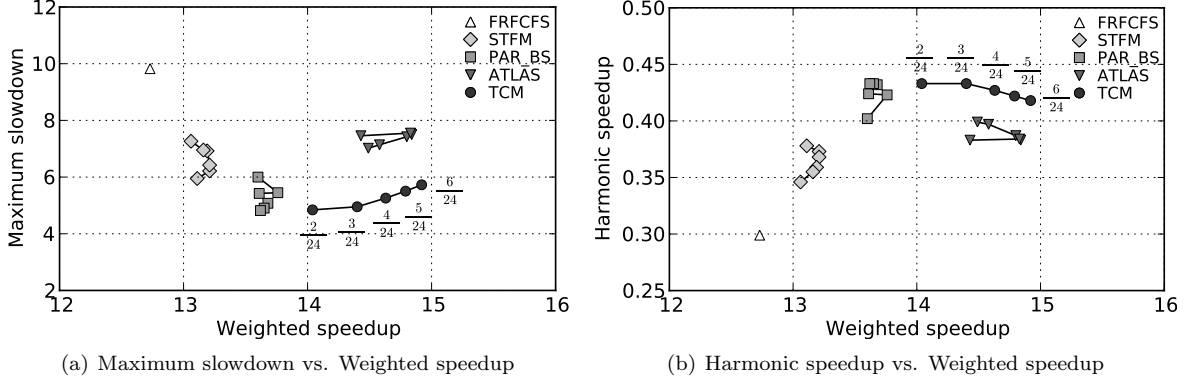 12
10
8
6
4
2
12
13
14
15
16
Maximum slowdown
Weighted speedup
FRFCFS
STFM
PAR_BS
ATLAS
TCM
2/24
3/24
4/24
5/24
6/24
(a) Maximum slowdown vs. Weighted speedup
0.50
0.45
0.40
0.35
0.30
0.25
12
13
14
15
16
Harmonic speedup
Weighted speedup
FRFCFS
STFM
PAR_BS
ATLAS
TCM
2/24
3/24
4/24
5/24
6/24
(b) Harmonic speedup vs. Weighted speedup